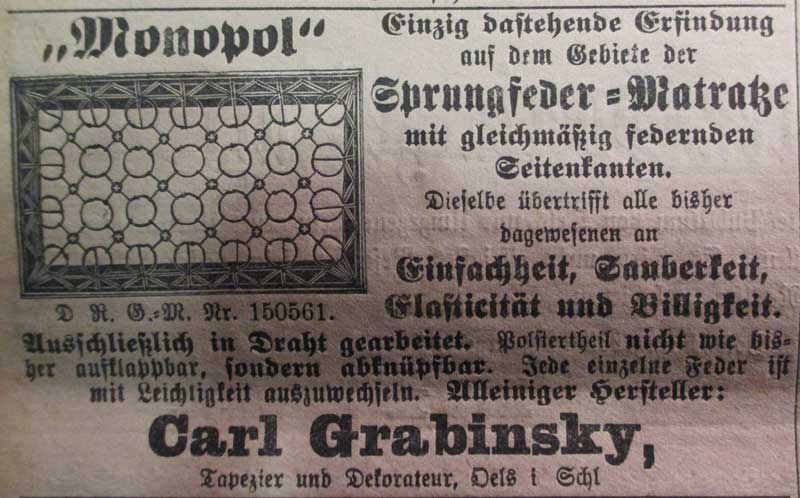 „Monopol“
Einzig dastehende Erfindung
auf dem Gebiete der
Sprungfeder=Matratze
mit gleichmäßig federnden
Seitenkanten.
Dieselbe übertrifft alle bisher
dagewesenen an
Einfachheit, Sauberkeit,
Elasticität und Billigkeit.
D R. G.=M. Nr. 150561.
Ausschließlich in Draht gearbeitet. Polstertheil nicht wie bis=
her aufklappbar, sondern abknüpfbar. Jede einzelne Feder ist
mit Leichtigkeit auszuwechseln. Alleiniger Hersteller:
Carl Grabinsky,
Tapezier und Dekorateur, Oels i Schl